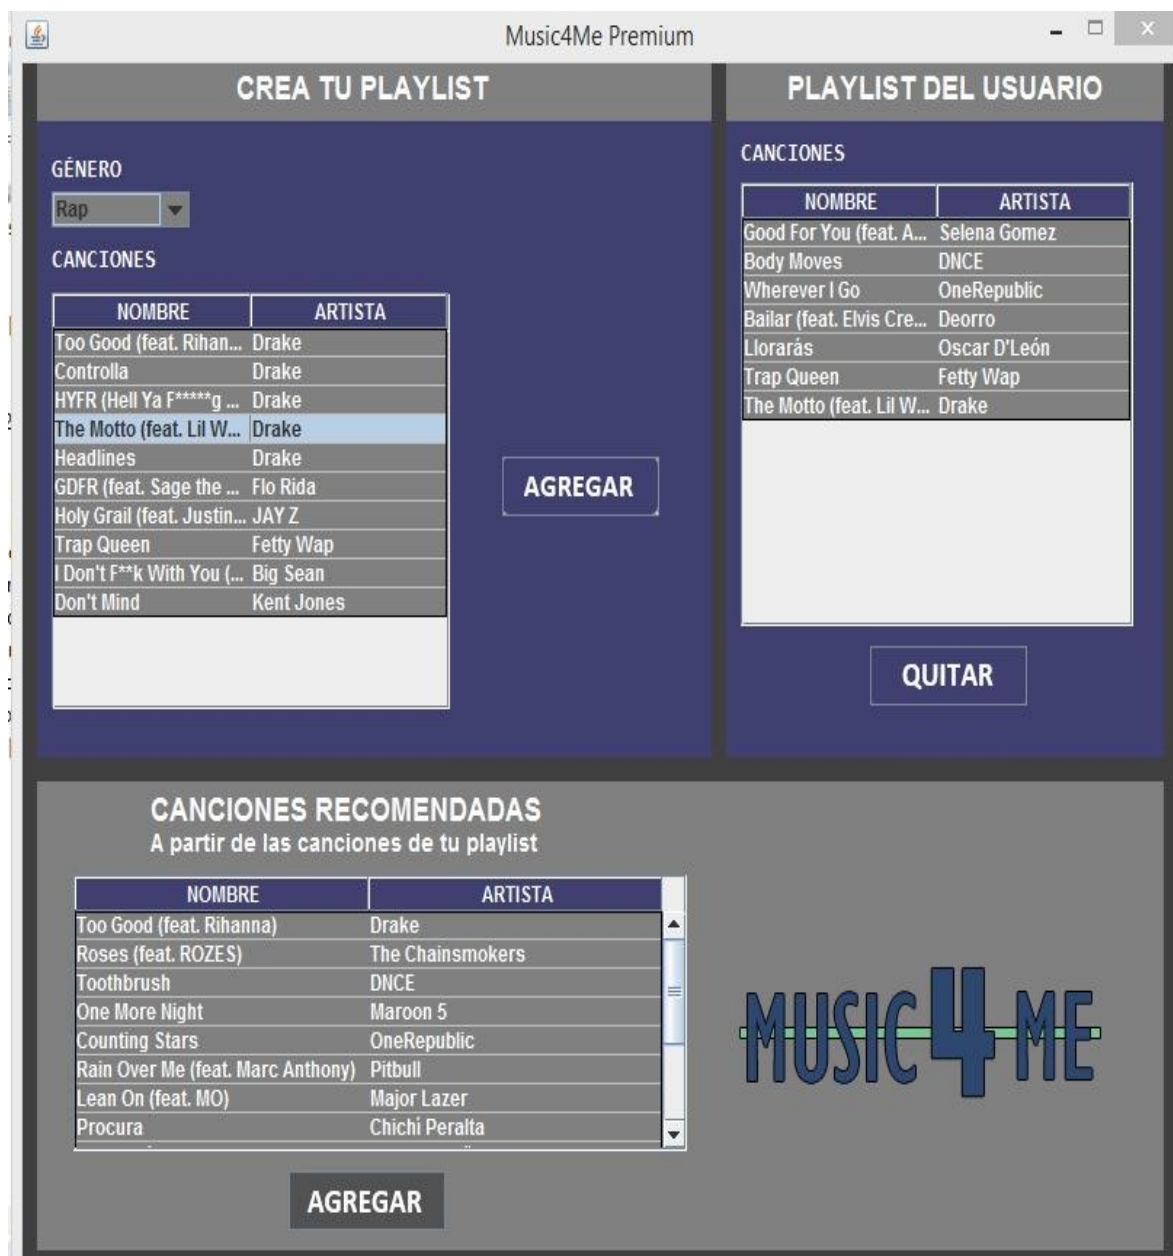 Music4Me Premium
CREA TU PLAYLIST
GÉNERO
Rap
CANCIONES
NOMBRE ARTISTA
Too Good (feat. Rihan... Drake
Controlla Drake
HYFR (Hell Ya F*****g ... Drake
The Motto (feat. Lil W... Drake
Headlines Drake
GDFR (feat. Sage the ... Flo Rida
Holy Grail (feat. Justin... JAY Z
Trap Queen Fetty Wap
I Don't F**k With You (... Big Sean
Don't Mind Kent Jones
AGREGAR
PLAYLIST DEL USUARIO
CANCIONES
NOMBRE ARTISTA
Good For You (feat. A... Selena Gomez
Body Moves DNCE
Wherever I Go OneRepublic
Bailar (feat. Elvis Cre... Deorro
Llorarás Oscar D'León
Trap Queen Fetty Wap
The Motto (feat. Lil W... Drake
QUITAR
CANCIONES RECOMENDADAS
A partir de las canciones de tu playlist
NOMBRE ARTISTA
Too Good (feat. Rihanna) Drake
Roses (feat. ROZES) The Chainsmokers
Toothbrush DNCE
One More Night Maroon 5
Counting Stars OneRepublic
Rain Over Me (feat. Marc Anthony) Pitbull
Lean On (feat. MO) Major Lazer
Procura Chichí Peralta
AGREGAR
MUSIC 4 ME